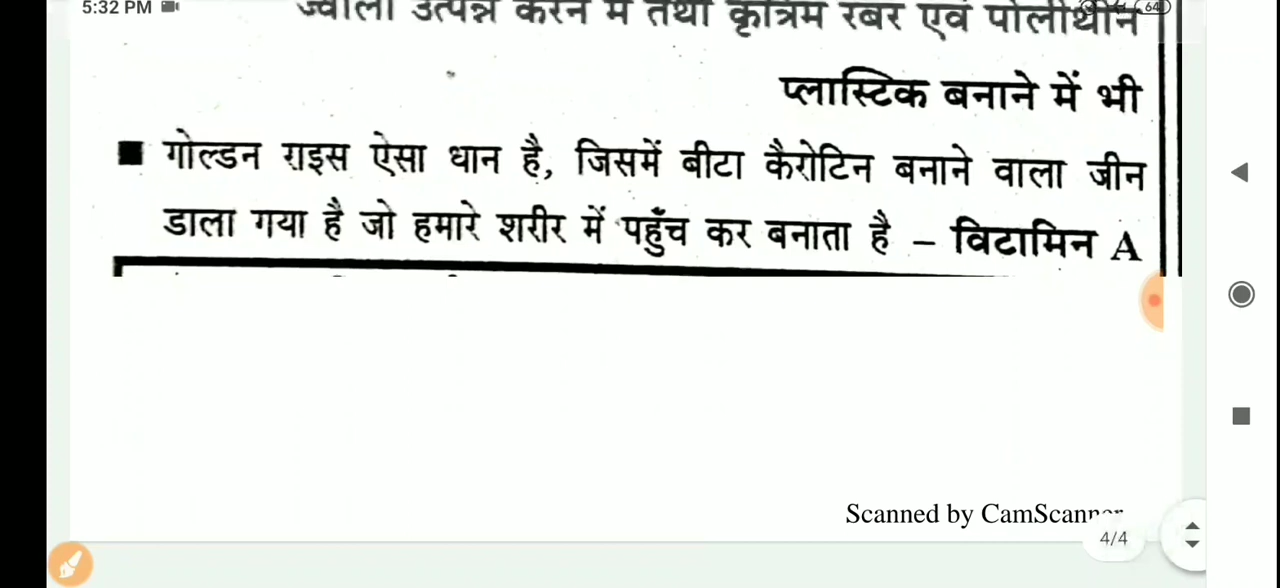 5:32 PM
64
ज्वाला उत्पन्न करने में तथा कृत्रिम रबर एवं पोलीथीन
प्लास्टिक बनाने में भी
■ गोल्डन राइस ऐसा धान है, जिसमें बीटा कैरोटिन बनाने वाला जीन
डाला गया है जो हमारे शरीर में पहुँच कर बनाता है – विटामिन A
Scanned by CamScanner
4/4